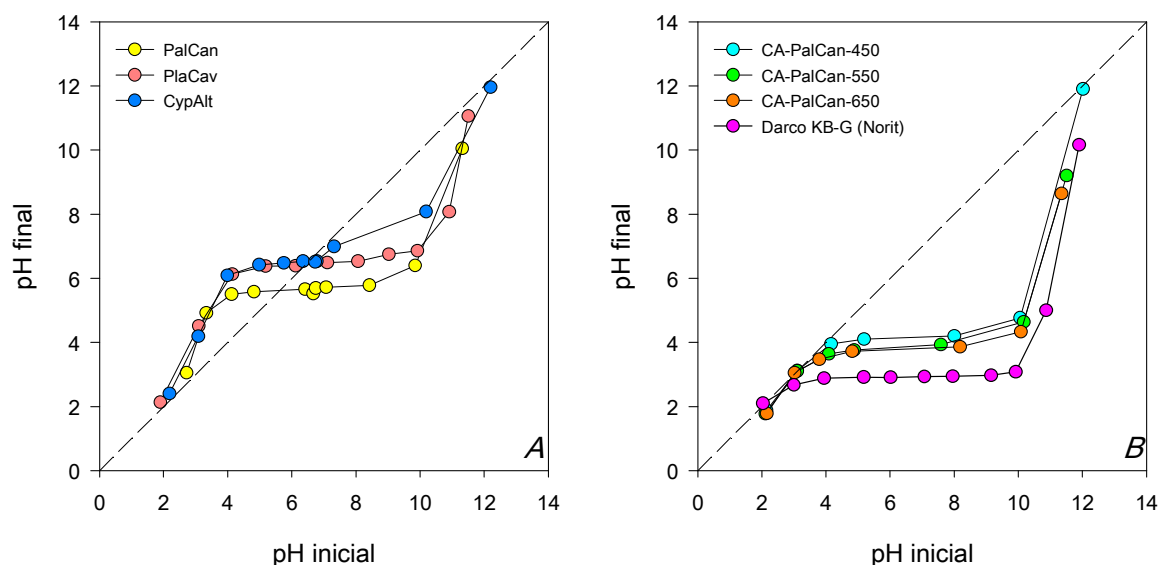 14
12
10
8
6
4
2
0
pH final
PalCan
PlaCav
CypAlt
A
0 2 4 6 8 10 12 14
pH inicial
14
12
10
8
6
4
2
0
pH final
CA-PalCan-450
CA-PalCan-550
CA-PalCan-650
Darco KB-G (Norit)
B
0 2 4 6 8 10 12 14
pH inicial